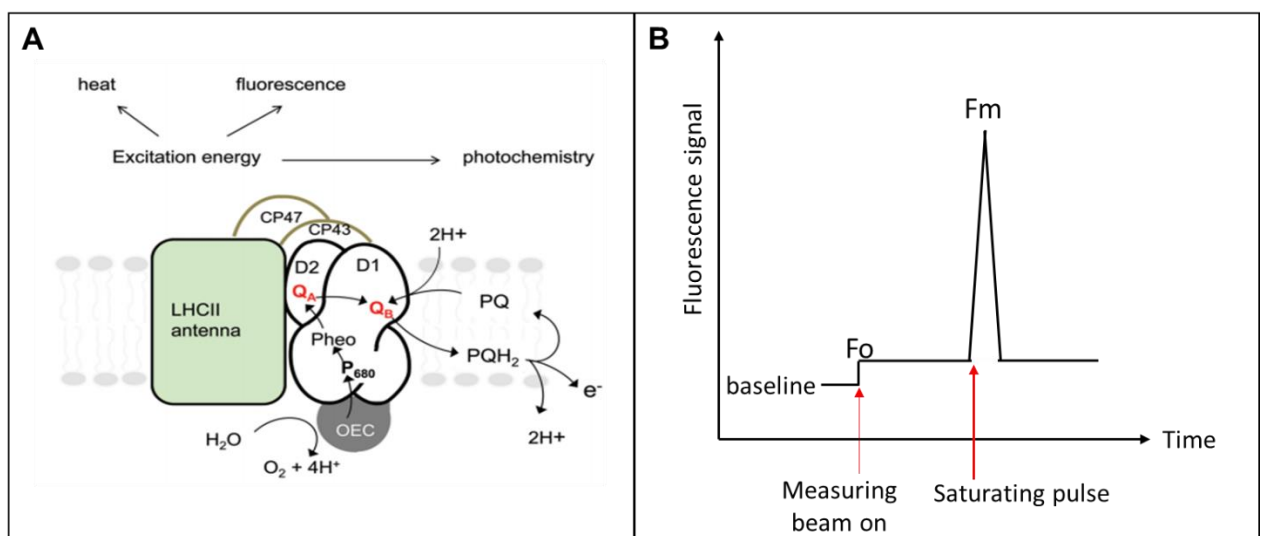 A
heat
fluorescence
Excitation energy
photochemistry
CP47
CP43
2H+
D2
D1
QA
QB
PQ
LHCII
antenna
Pheo
PQH2
P680
e-
OEC
H2O
2H+
O2 + 4H+
B
Fluorescence signal
Fm
Fo
baseline
Time
Measuring
beam on
Saturating pulse